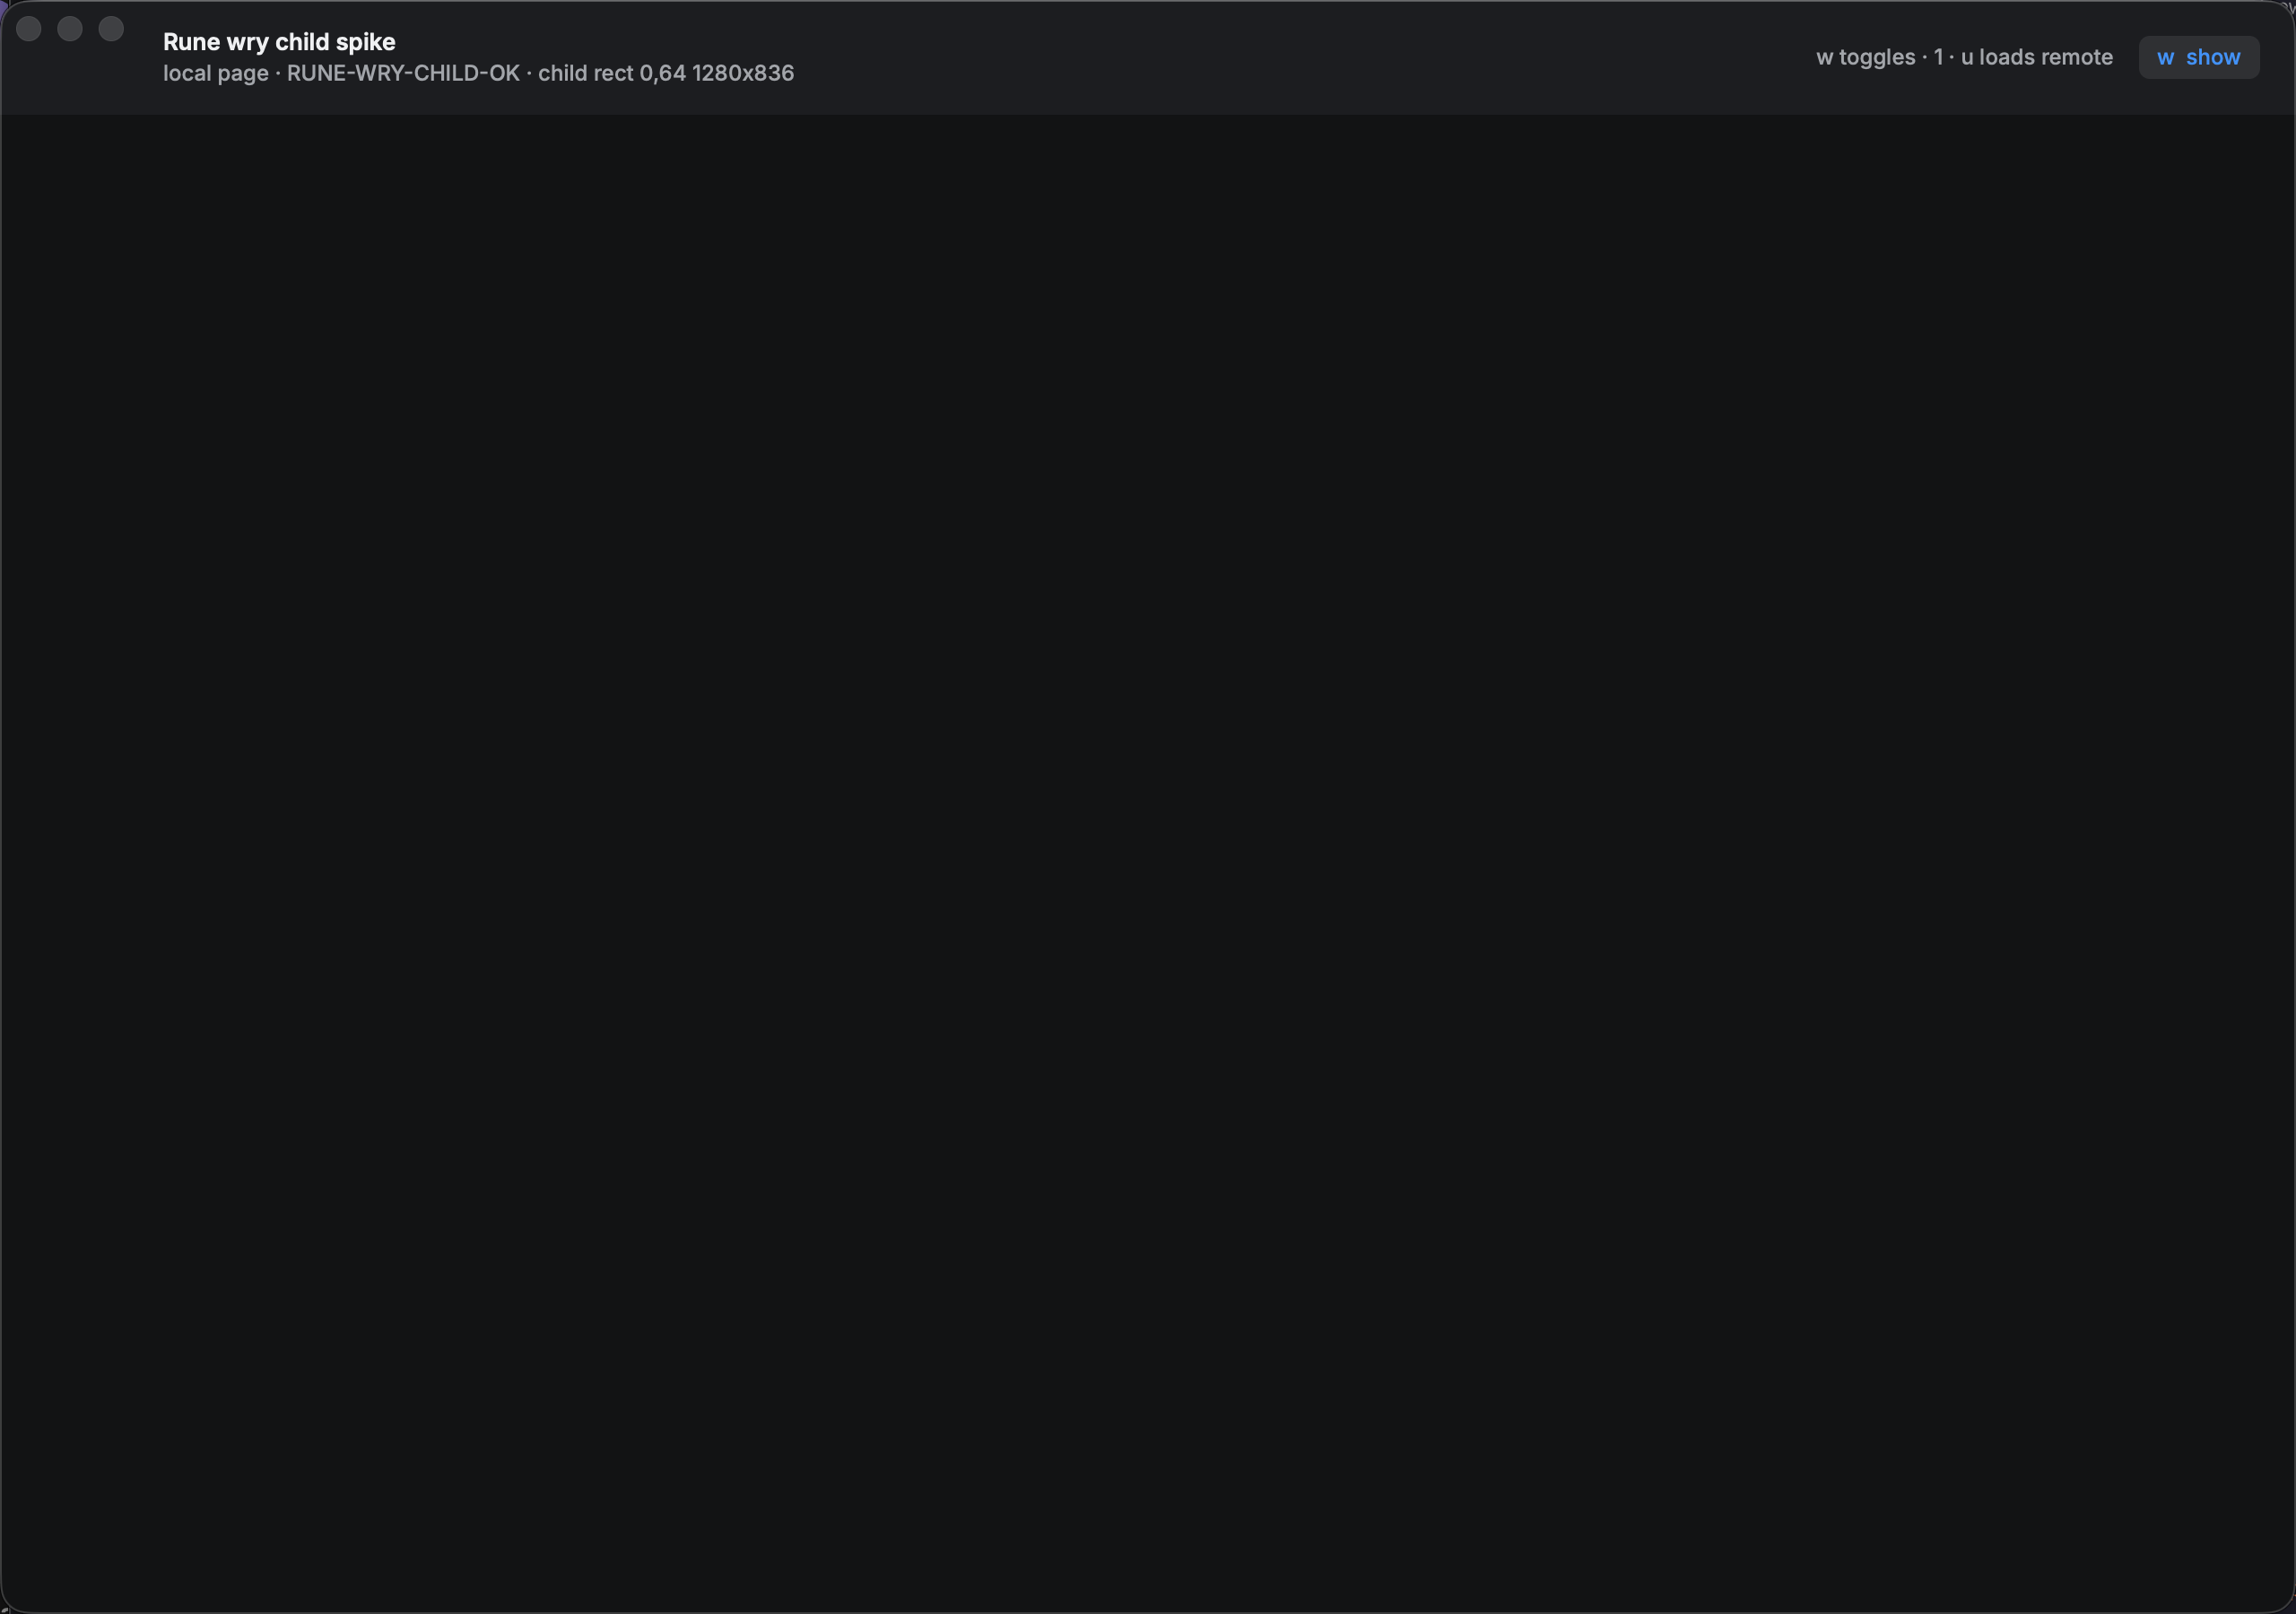 Rune wry child spike
local page · RUNE-WRY-CHILD-OK · child rect 0,64 1280x836
w toggles · 1 · u loads remote
w show